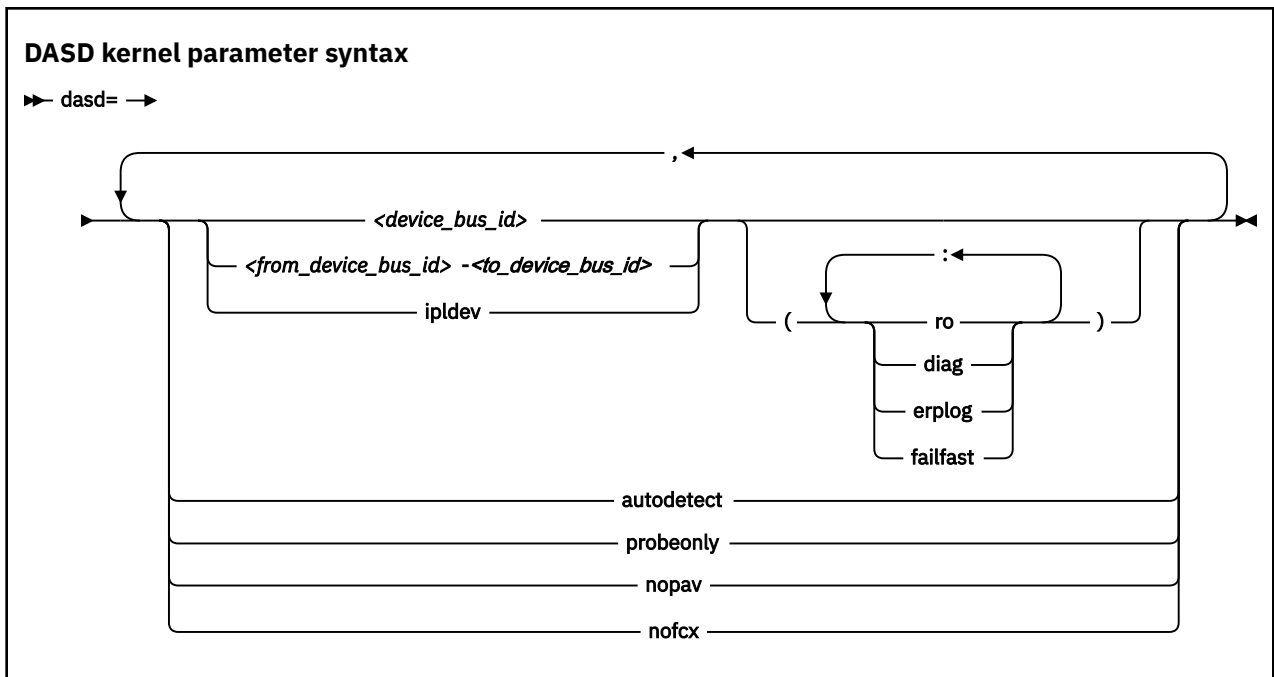 DASD kernel parameter syntax
dasd=
,
<device_bus_id>
<from_device_bus_id> -<to_device_bus_id>
:
ipldev
( ro )
diag
erplog
failfast
autodetect
probeonly
nopav
nofcx